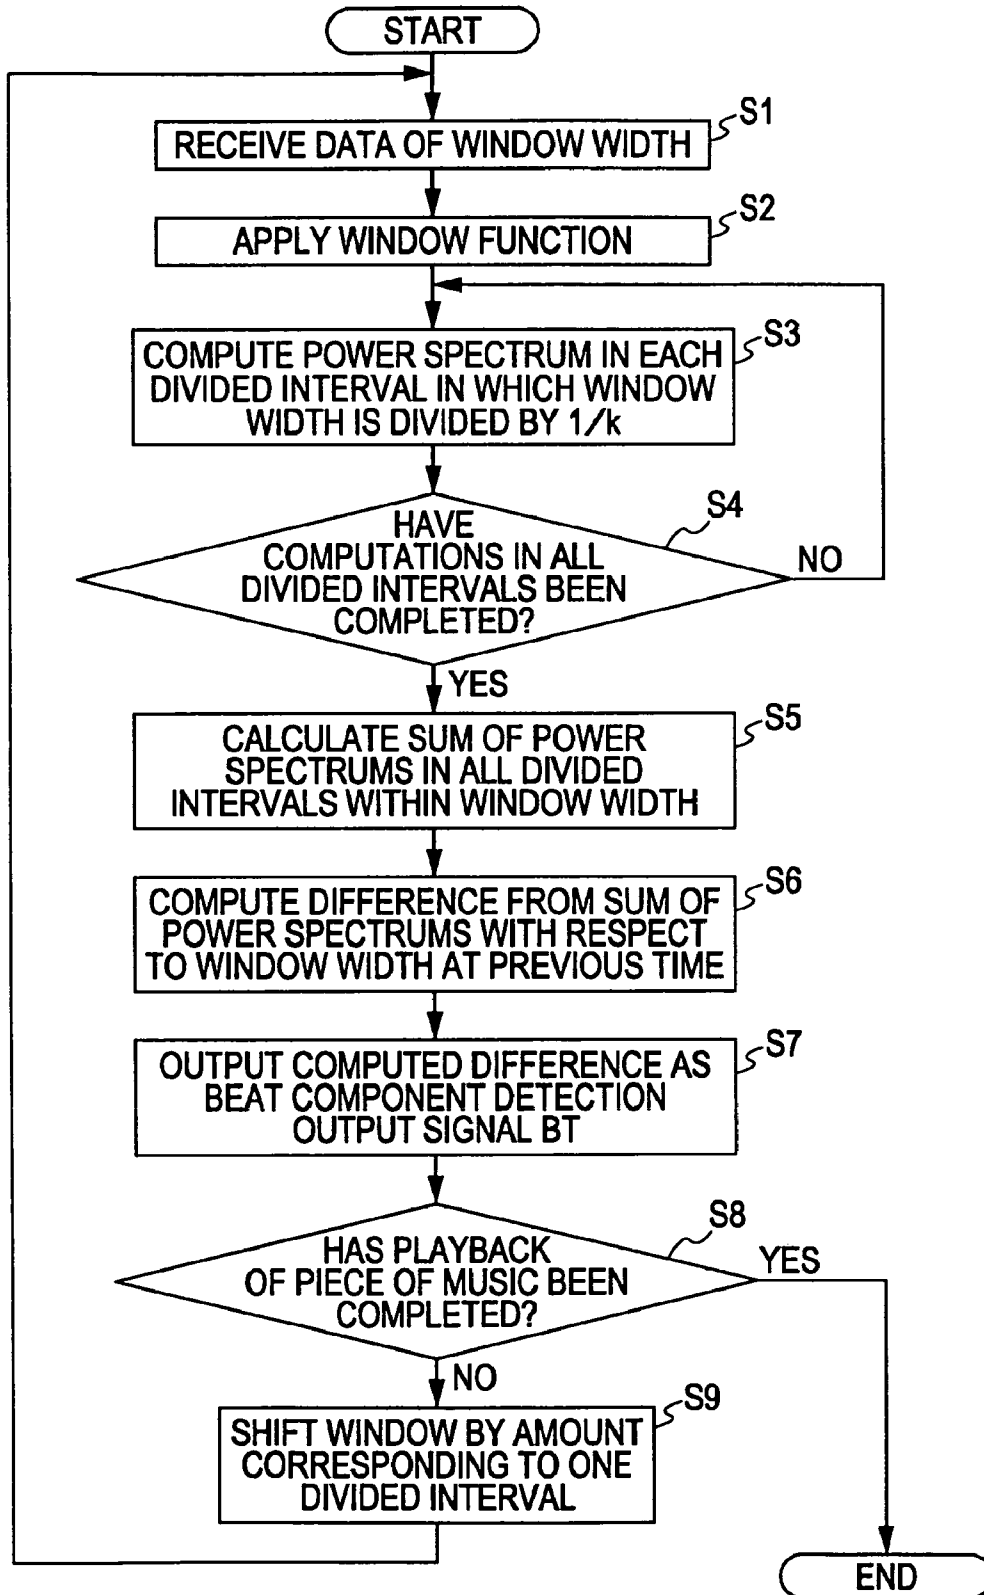 START
S1
RECEIVE DATA OF WINDOW WIDTH
S2
APPLY WINDOW FUNCTION
S3
COMPUTE POWER SPECTRUM IN EACH
DIVIDED INTERVAL IN WHICH WINDOW
WIDTH IS DIVIDED BY 1/k
S4
HAVE
COMPUTATIONS IN ALL
DIVIDED INTERVALS BEEN
COMPLETED?
NO
YES
S5
CALCULATE SUM OF POWER
SPECTRUMS IN ALL DIVIDED
INTERVALS WITHIN WINDOW WIDTH
S6
COMPUTE DIFFERENCE FROM SUM OF
POWER SPECTRUMS WITH RESPECT
TO WINDOW WIDTH AT PREVIOUS TIME
S7
OUTPUT COMPUTED DIFFERENCE AS
BEAT COMPONENT DETECTION
OUTPUT SIGNAL BT
S8
HAS PLAYBACK
OF PIECE OF MUSIC BEEN
COMPLETED?
YES
NO
S9
SHIFT WINDOW BY AMOUNT
CORRESPONDING TO ONE
DIVIDED INTERVAL
END